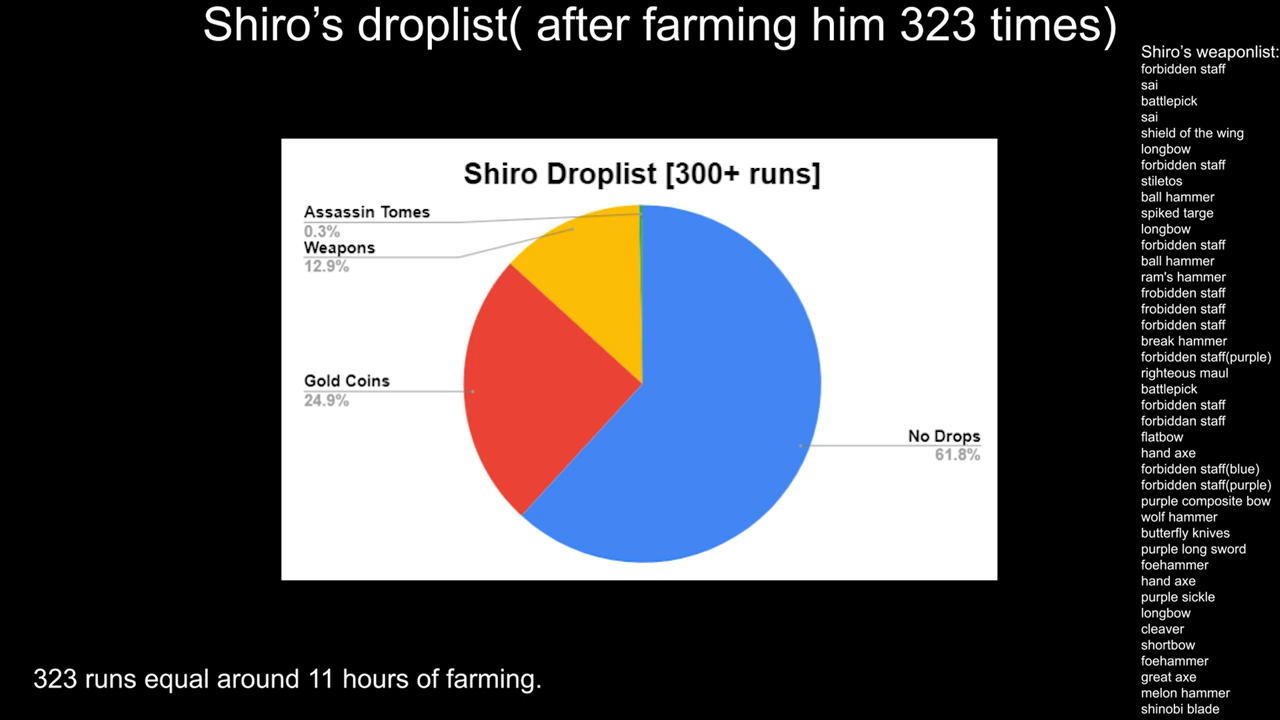 Shiro’s droplist( after farming him 323 times)
Shiro Droplist [300+ runs]
Assassin Tomes
0.3%
Weapons
12.9%
Gold Coins
24.9%
No Drops
61.8%
323 runs equal around 11 hours of farming.
Shiro’s weaponlist:
forbidden staff
sai
battlepick
sai
shield of the wing
longbow
forbidden staff
stiletos
ball hammer
spiked targe
longbow
forbidden staff
ball hammer
ram's hammer
frobidden staff
frobidden staff
forbidden staff
break hammer
forbidden staff(purple)
righteous maul
battlepick
forbidden staff
forbiddan staff
flatbow
hand axe
forbidden staff(blue)
forbidden staff(purple)
purple composite bow
wolf hammer
butterfly knives
purple long sword
foehammer
hand axe
purple sickle
longbow
cleaver
shortbow
foehammer
great axe
melon hammer
shinobi blade